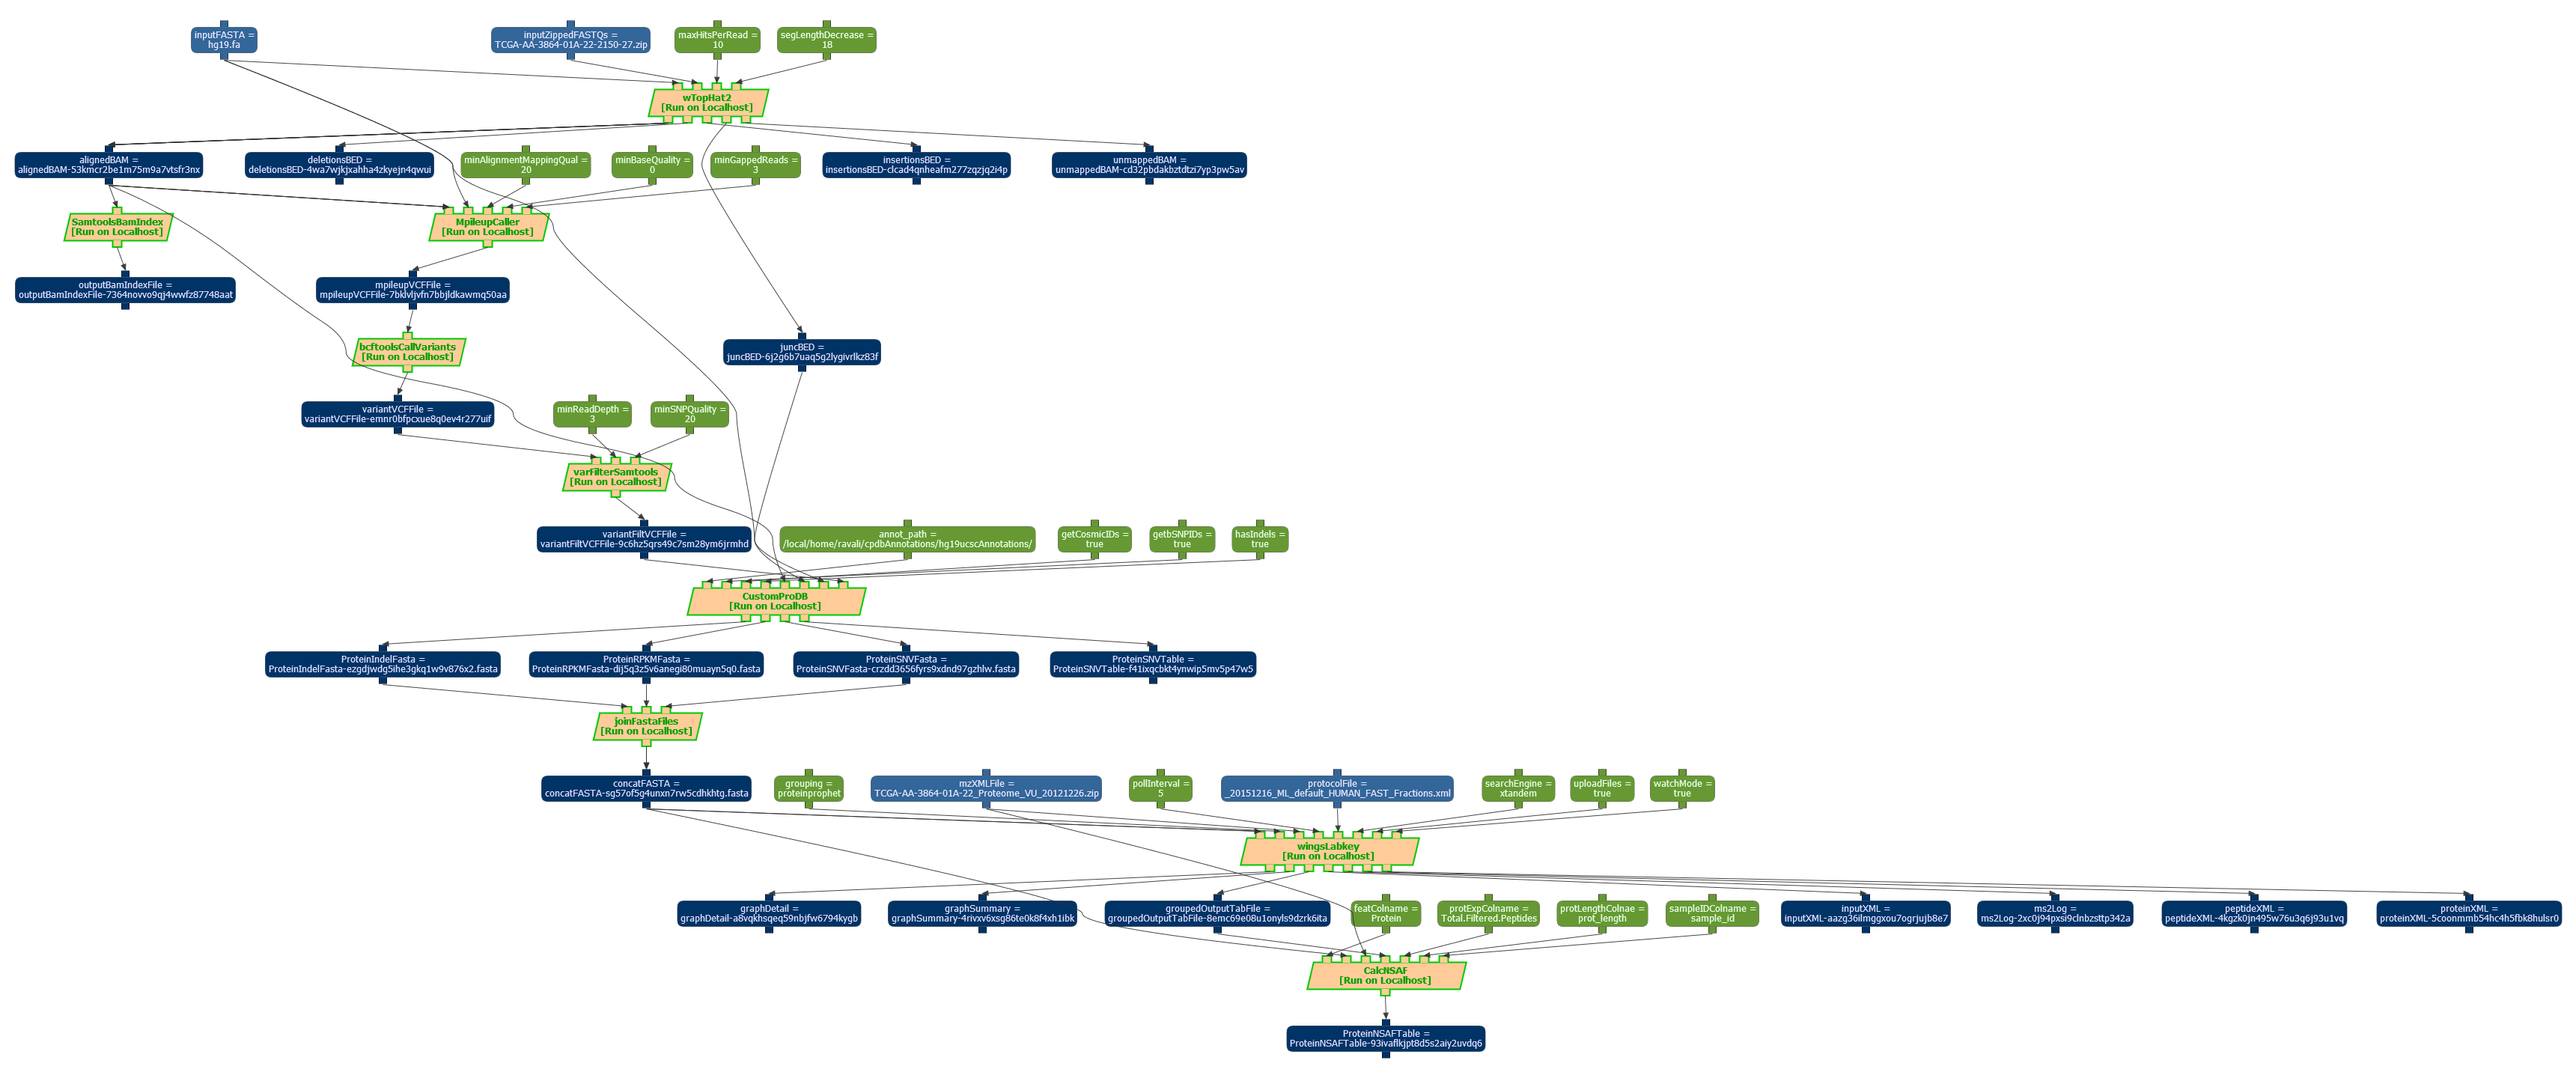 inputFASTA =
hg19.fa
inputZippedFASTQs =
TCGA-AA-3864-01A-22-2150-27.zip
maxHitsPerRead =
10
segLengthDecrease =
18
wTopHat2
[Run on Localhost]
alignedBAM =
alignedBAM-53kmcr2be1m75m9a7vtsfr3nx
deletionsBED =
deletionsBED-4wa7wjkjxahha4zkyejn4qwui
minAlignmentMappingQual =
20
minBaseQuality =
0
minGappedReads =
3
insertionsBED =
insertionsBED-clcad4qnheafm277zqzjq2i4p
unmappedBAM =
unmappedBAM-cd32pbdakbztdtzi7yp3pw5av
SamtoolsBamIndex
[Run on Localhost]
MpileupCaller
[Run on Localhost]
outputBamIndexFile =
outputBamIndexFile-7364novvo9qj4wwfz87748aat
mpileupVCFFile =
mpileupVCFFile-7bklvljvfn7bbjldkawmq50aa
bcftoolsCallVariants
[Run on Localhost]
juncBED =
juncBED-6j2g6b7uaq5g2lygivrlkz83f
variantVCFFile =
variantVCFFile-emnr0bfpcxue8q0ev4r277uif
minReadDepth =
3
minSNPQuality =
20
varFilterSamtools
[Run on Localhost]
variantFiltVCFFile =
variantFiltVCFFile-9c6hz5qrs49c7sm28ym6jrmhd
annot_path =
/local/home/ravali/cpdbAnnotations/hg19ucscAnnotations/
getCosmicIDs =
true
getbSNPIDs =
true
hasIndels =
true
CustomProDB
[Run on Localhost]
ProteinIndelFasta =
ProteinIndelFasta-ezgdjwdg5ihe3gkq1w9v876x2.fasta
ProteinRPKMFasta =
ProteinRPKMFasta-dij5q3z5v6anegi80muayn5q0.fasta
ProteinSNVFasta =
ProteinSNVFasta-crzdd3656fyrs9xdnd97gzhlw.fasta
ProteinSNVTable =
ProteinSNVTable-f41ixqcbkt4ynwip5mv5p47w5
joinFastaFiles
[Run on Localhost]
concatFASTA =
concatFASTA-sg57of5g4unxn7rw5cdhkhtg.fasta
grouping =
proteinprophet
mzXMLFile =
TCGA-AA-3864-01A-22_Proteome_VU_20121226.zip
pollInterval =
5
protocolFile =
_20151216_ML_default_HUMAN_FAST_Fractions.xml
searchEngine =
xtandem
uploadFiles =
true
watchMode =
true
wingsLabkey
[Run on Localhost]
graphDetail =
graphDetail-a8vqkhsqeq59nbjfw6794kygb
graphSummary =
graphSummary-4rivxv6xsg86te0k8f4xh1ibk
groupedOutputTabFile =
groupedOutputTabFile-8emc69e08u1onyls9dzrk6ita
featColname =
Protein
protExpColname =
Total.Filtered.Peptides
protLengthColnae =
prot_length
sampleIDColname =
sample_id
inputXML =
inputXML-aazg36ilmggxou7ogrjujb8e7
ms2Log =
ms2Log-2xc0j94pxsi9clnbzsttp342a
peptideXML =
peptideXML-4kgzk0jn495w76u3q6j93u1vq
proteinXML =
proteinXML-5coonmmb54hc4h5fbk8hulsr0
CalcNSAF
[Run on Localhost]
ProteinNSAFTable =
ProteinNSAFTable-93ivaflkjpt8d5s2aiy2uvdq6